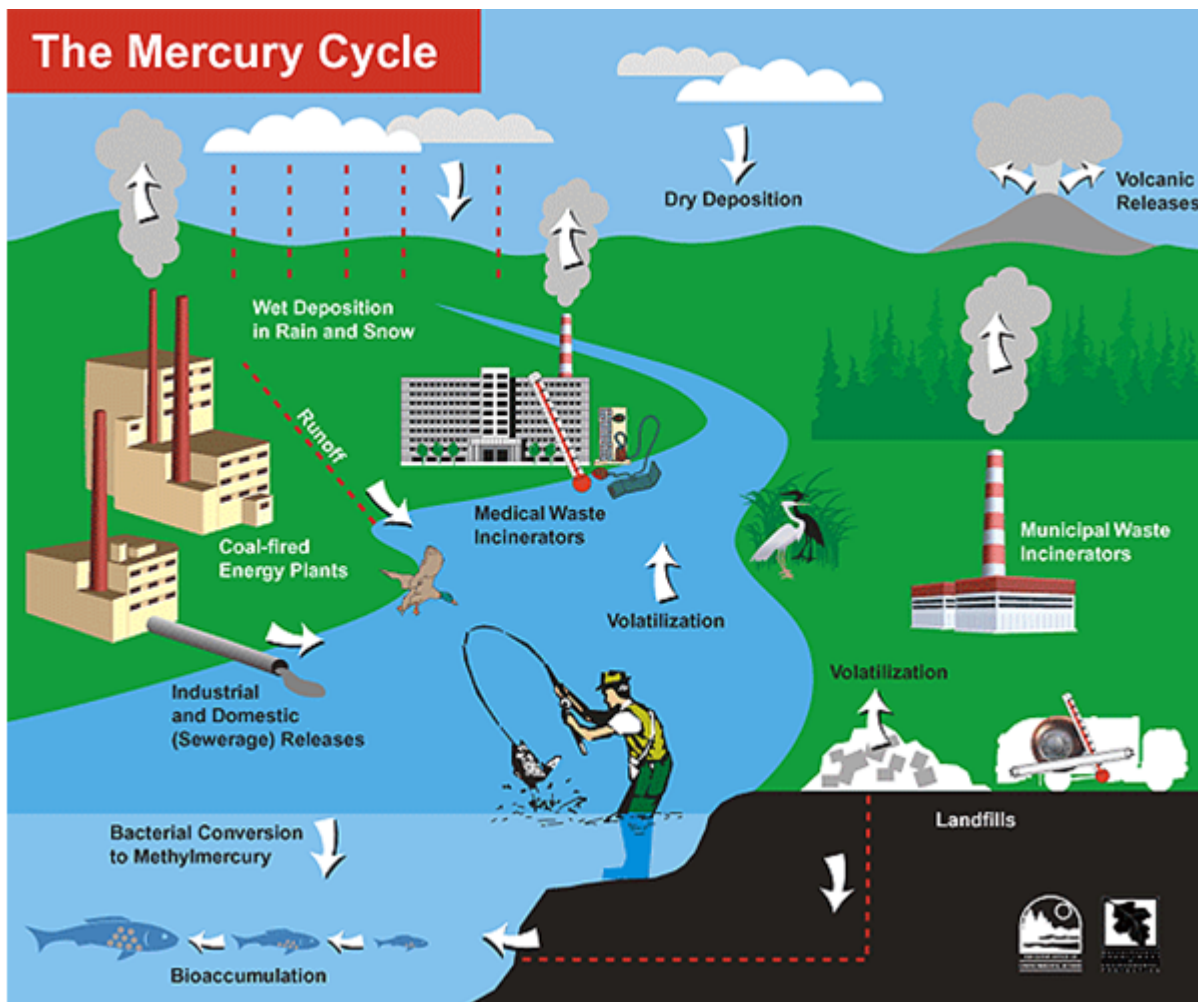 The Mercury Cycle
Dry Deposition
Volcanic
Releases
Wet Deposition
in Rain and Snow
Runoff
Coal-fired
Energy Plants
Medical Waste
Incinerators
Municipal Waste
Incinerators
Volatilization
Volatilization
Industrial
and Domestic
(Sewerage) Releases
Landfills
Bacterial Conversion
to Methylmercury
Bioaccumulation